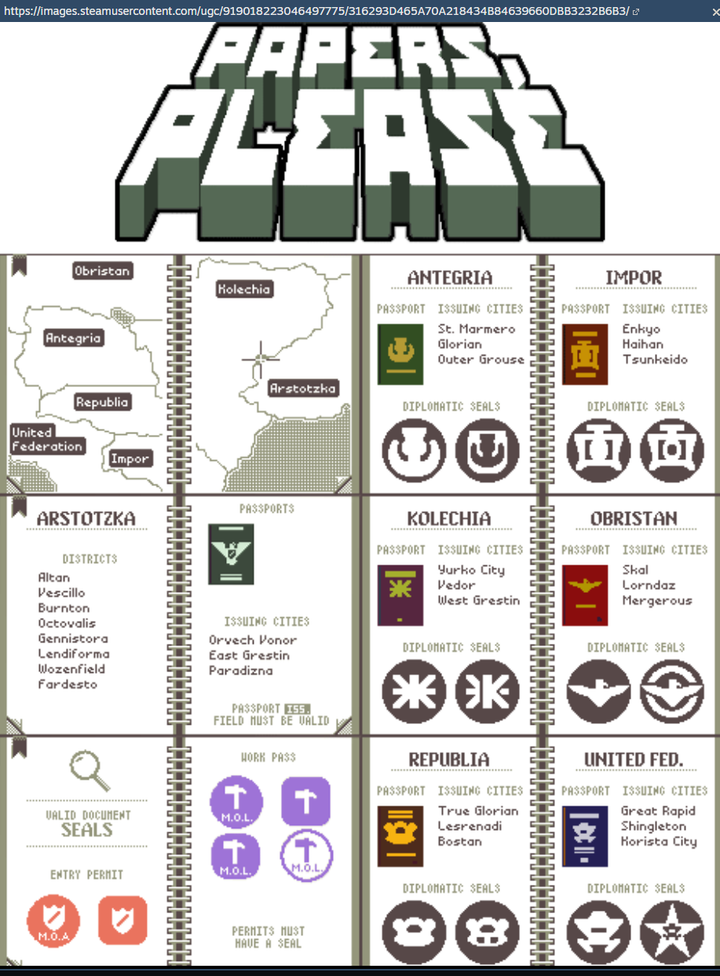 https://images.steamusercontent.com/ugc/919018223046497775/316293D465A70A218434B84639660DBB3232B6B3/
PAPERS,
PLEASE
Obristan
Antegria
Republia
United
Federation
Impor
Kolechia
Arstotzka
ANTEGRIA
PASSPORT ISSUING CITIES
St. Marmero
Glorian
Outer Grouse
DIPLOMATIC SEALS
IMPOR
PASSPORT ISSUING CITIES
Enkyo
Haihan
Tsunkeido
DIPLOMATIC SEALS
ARSTOTZKA
DISTRICTS
Altan
Vescillo
Burnton
Octovalis
Gennistora
Lendiforma
Wozenfield
Fardesto
PASSPORTS
ISSUING CITIES
Orvech Vonor
East Grestin
Paradizna
PASSPORT ISS.
FIELD MUST BE VALID
KOLECHIA
PASSPORT ISSUING CITIES
Yurko City
Vedor
West Grestin
DIPLOMATIC SEALS
OBRISTAN
PASSPORT ISSUING CITIES
Skal
Lorndaz
Mergerous
DIPLOMATIC SEALS
VALID DOCUMENT
SEALS
ENTRY PERMIT
M.O.A
WORK PASS
M.O.L.
M.O.L.
M.O.L.
PERMITS MUST
HAVE A SEAL
REPUBLIA
PASSPORT ISSUING CITIES
True Glorian
Lesrenadi
Bostan
DIPLOMATIC SEALS
UNITED FED.
PASSPORT ISSUING CITIES
Great Rapid
Shingleton
Korista City
DIPLOMATIC SEALS